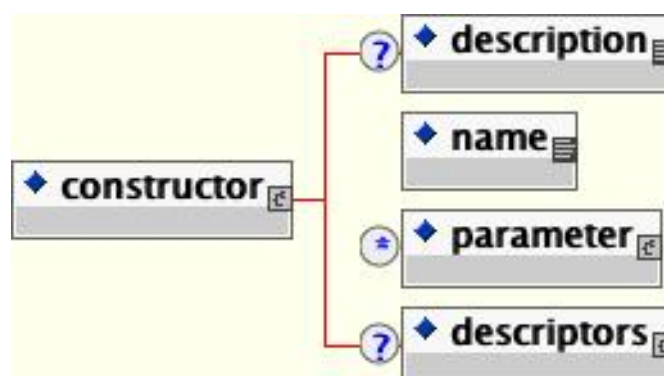 ? description
name
constructor
* parameter
? descriptors